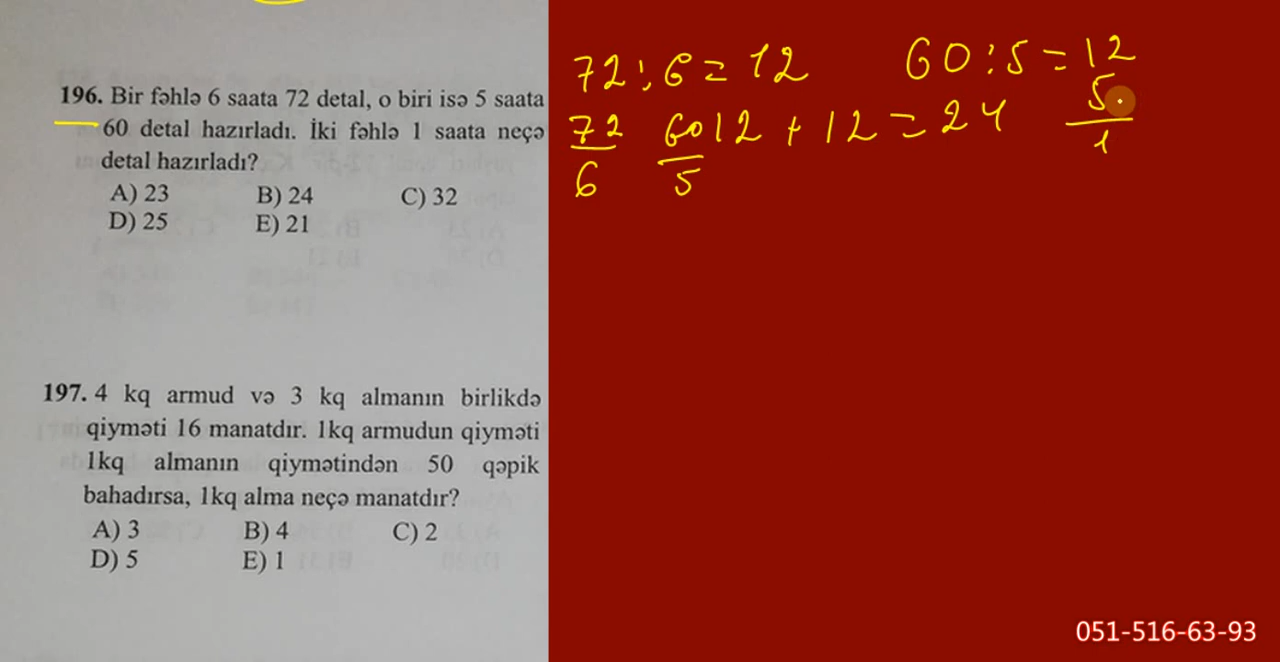 196. Bir fəhlə 6 saata 72 detal, o biri isə 5 saata
60 detal hazırladı. İki fəhlə 1 saata neçə
detal hazırladı?
A) 23 B) 24 C) 32
D) 25 E) 21
197. 4 kq armud və 3 kq almanın birlikdə
qiyməti 16 manatdır. 1kq armudun qiyməti
1kq almanın qiymətindən 50 qəpik
bahadırsa, 1kq alma neçə manatdır?
A) 3 B) 4 C) 2
D) 5 E) 1
72:6=12 60:5=12
72/6 60/5 12+12=24 5/1
051-516-63-93